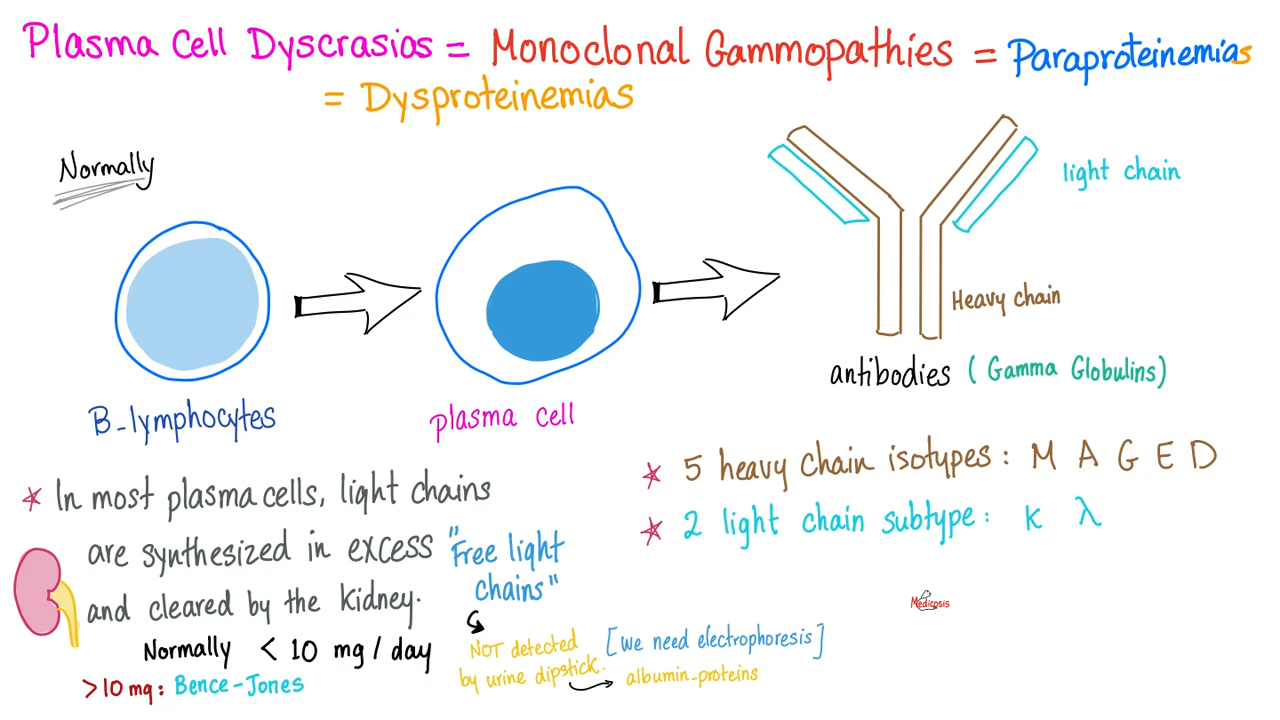 Plasma Cell Dyscrasias = Monoclonal Gammopathies = Paraproteinemias
= Dysproteinemias
Normally
light chain
Heavy chain
antibodies (Gamma Globulins)
B-lymphocytes
plasma cell
* 5 heavy chain isotypes: M A G E D
* 2 light chain subtype: K λ
* In most plasma cells, light chains
are synthesized in excess "Free light
chains"
and cleared by the kidney.
Normally < 10 mg / day
>10 mg: Bence-Jones
NOT detected
by urine dipstick.
[we need electrophoresis]
albumin-proteins
Medicosis